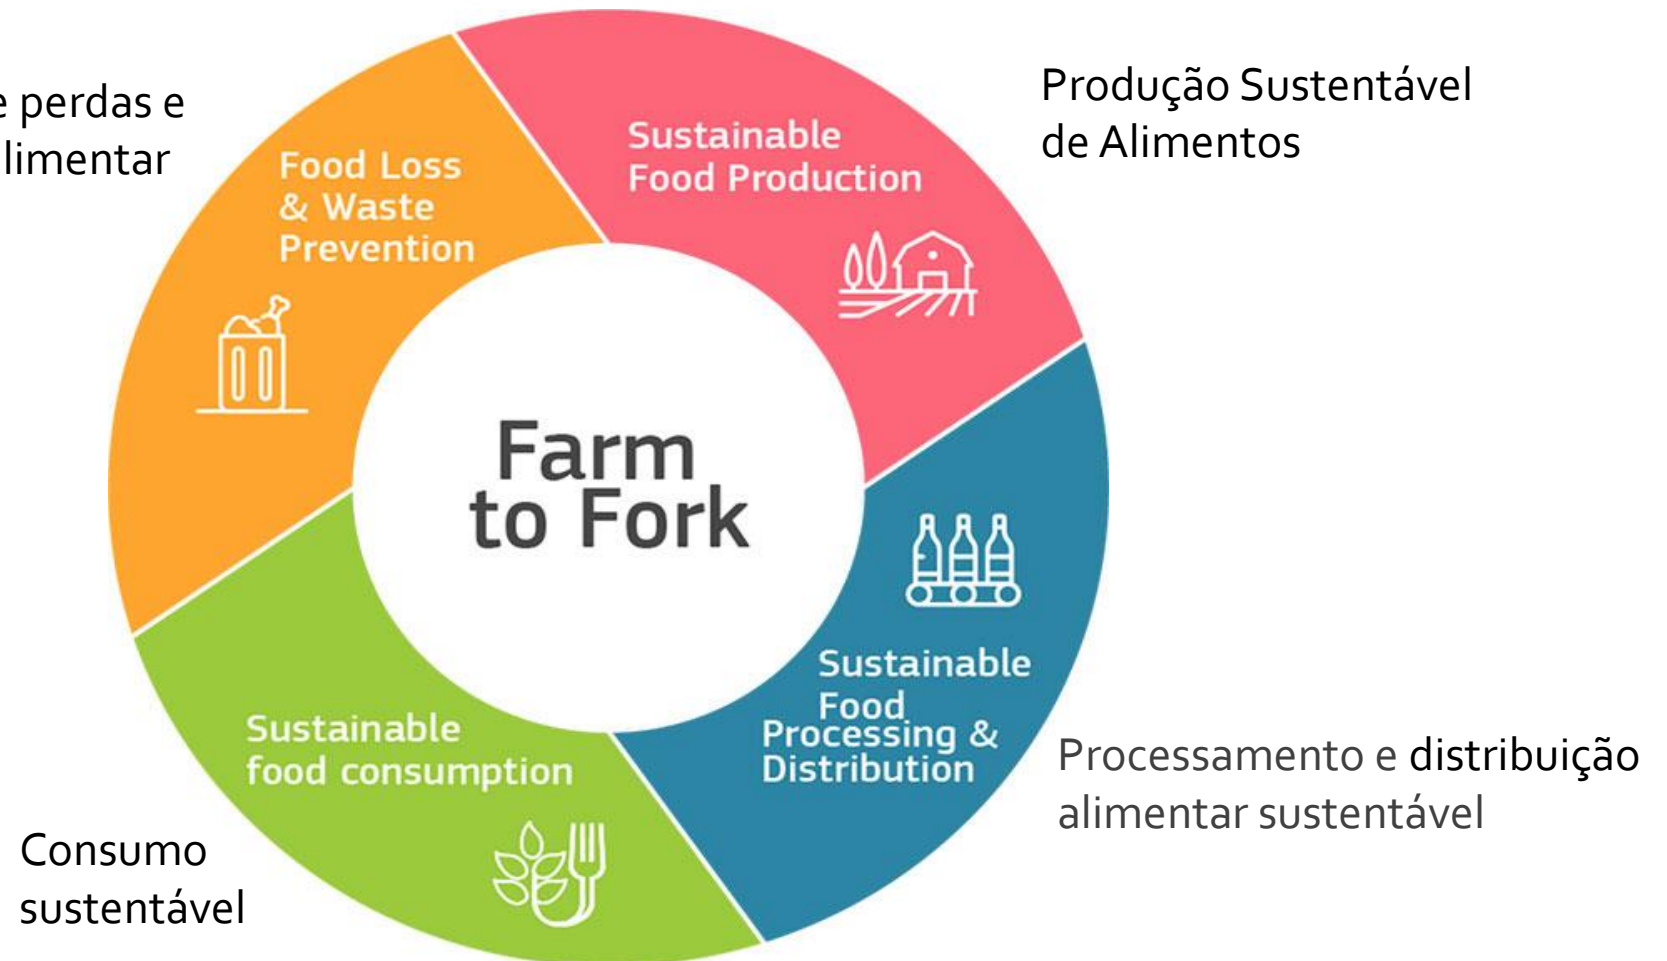 e perdas e
limentar
Food Loss
& Waste
Prevention
Sustainable
Food Production
Produção Sustentável
de Alimentos
Farm
to Fork
Sustainable
Food
Processing &
Distribution
Processamento e distribuição
alimentar sustentável
Sustainable
food consumption
Consumo
sustentável